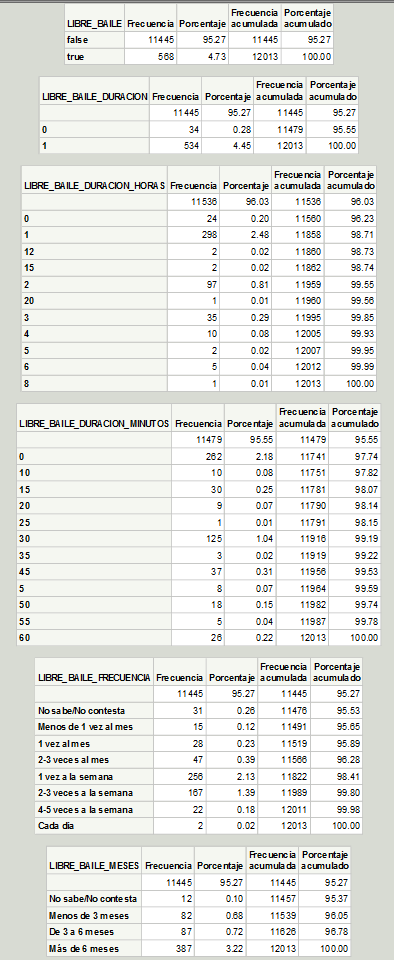 LIBRE_BAILE Frecuencia Porcentaje Frecuencia acumulada Porcentaje acumulado
false 11445 95.27 11445 95.27
true 568 4.73 12013 100.00
LIBRE_BAILE_DURACION Frecuencia Porcentaje Frecuencia acumulada Porcentaje acumulado
11445 95.27 11445 95.27
0 34 0.28 11479 95.55
1 534 4.45 12013 100.00
LIBRE_BAILE_DURACION_HORAS Frecuencia Porcentaje Frecuencia acumulada Porcentaje acumulado
11536 96.03 11536 96.03
0 24 0.20 11560 96.23
1 298 2.48 11858 98.71
12 2 0.02 11860 98.73
15 2 0.02 11862 98.74
2 97 0.81 11959 99.55
20 1 0.01 11960 99.56
3 35 0.29 11995 99.85
4 10 0.08 12005 99.93
5 2 0.02 12007 99.95
6 5 0.04 12012 99.99
8 1 0.01 12013 100.00
LIBRE_BAILE_DURACION_MINUTOS Frecuencia Porcentaje Frecuencia acumulada Porcentaje acumulado
11479 95.55 11479 95.55
0 262 2.18 11741 97.74
10 10 0.08 11751 97.82
15 30 0.25 11781 98.07
20 9 0.07 11790 98.14
25 1 0.01 11791 98.15
30 125 1.04 11916 99.19
35 3 0.02 11919 99.22
45 37 0.31 11956 99.53
5 8 0.07 11964 99.59
50 18 0.15 11982 99.74
55 5 0.04 11987 99.78
60 26 0.22 12013 100.00
LIBRE_BAILE_FRECUENCIA Frecuencia Porcentaje Frecuencia acumulada Porcentaje acumulado
11445 95.27 11445 95.27
No sabe/No contesta 31 0.26 11476 95.53
Menos de 1 vez al mes 15 0.12 11491 95.65
1 vez al mes 28 0.23 11519 95.89
2-3 veces al mes 47 0.39 11566 96.28
1 vez a la semana 256 2.13 11822 98.41
2-3 veces a la semana 167 1.39 11989 99.80
4-5 veces a la semana 22 0.18 12011 99.98
Cada día 2 0.02 12013 100.00
LIBRE_BAILE_MESES Frecuencia Porcentaje Frecuencia acumulada Porcentaje acumulado
11445 95.27 11445 95.27
No sabe/No contesta 12 0.10 11457 95.37
Menos de 3 meses 82 0.68 11539 96.05
De 3 a 6 meses 87 0.72 11626 96.78
Más de 6 meses 387 3.22 12013 100.00